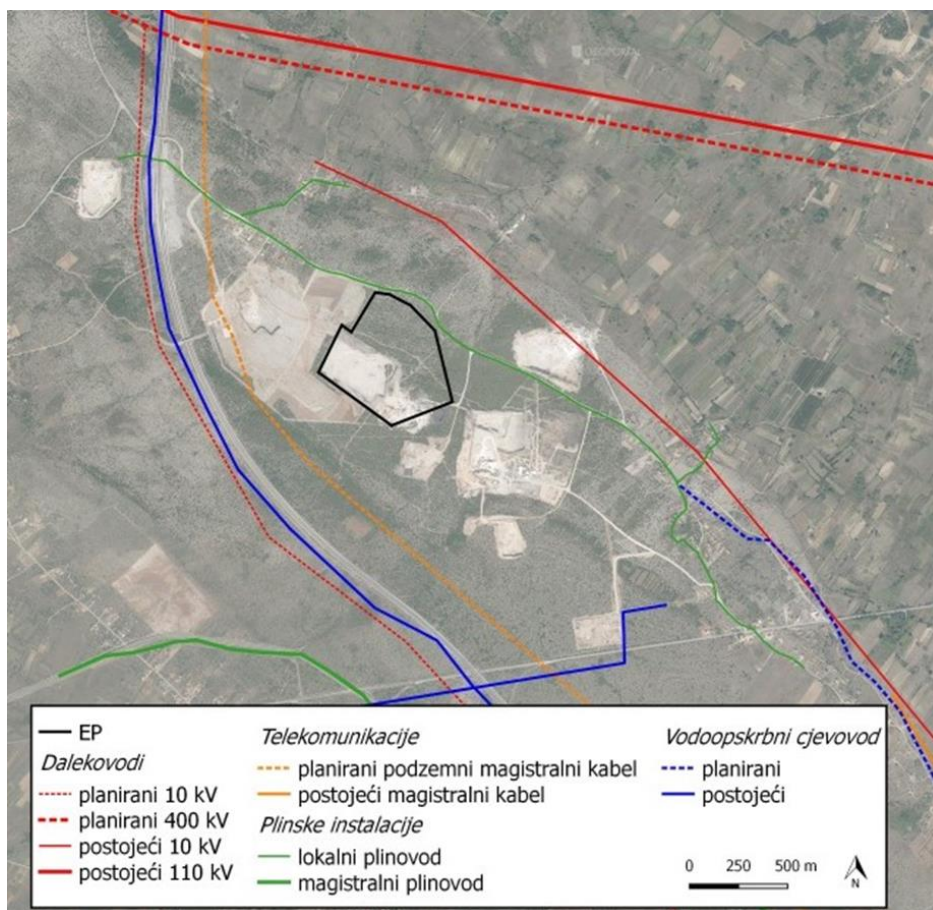 GEOPORTAL
EP
Dalekovodi
planirani 10 kV
planirani 400 kV
postojeći 10 kV
postojeći 110 kV
Telekomunikacije
planirani podzemni magistralni kabel
postojeći magistralni kabel
Plinske instalacije
lokalni plinovod
magistralni plinovod
Vodoopskrbni cjevovod
planirani
postojeći
0 250 500 m
N